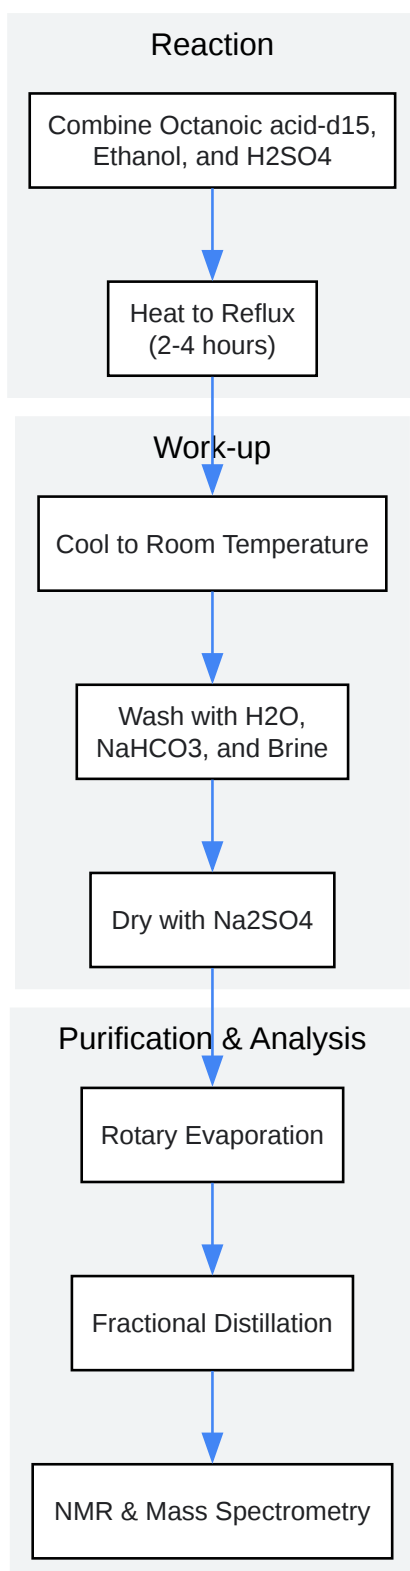 Reaction
Combine Octanoic acid-d15,
Ethanol, and H2SO4
Heat to Reflux
(2-4 hours)
Work-up
Cool to Room Temperature
Wash with H2O,
NaHCO3, and Brine
Dry with Na2SO4
Purification & Analysis
Rotary Evaporation
Fractional Distillation
NMR & Mass Spectrometry